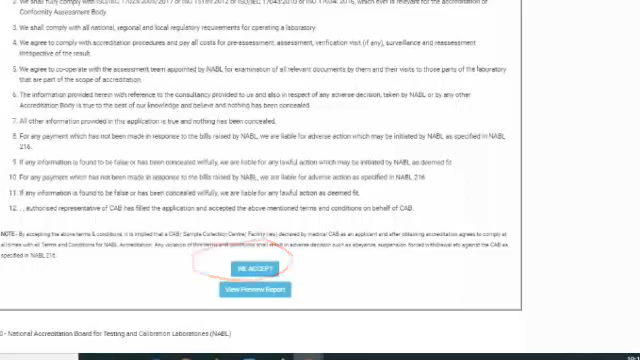 2. We shall fully comply with ISO/IEC 17025:2005/2017 or ISO 15189:2012 or ISO/IEC 17043:2010 or ISO 17034:2016, which ever is relevant for the accreditation of
Conformity Assessment Body.
3. We shall comply with all national, regional and local regulatory requirements for operating a laboratory.
4. We agree to comply with accreditation procedures and pay all costs for pre-assessment, assessment, verification visit (if any), surveillance and reassessment
irrespective of the result.
5. We agree to co-operate with the assessment team appointed by NABL for examination of all relevant documents by them and their visits to those parts of the laboratory
that are part of the scope of accreditation.
6. The information provided herein with reference to the consultancy provided to us and also in respect of any adverse decision, taken by NABL or by any other
Accreditation Body is true to the best of our knowledge and believe and nothing has been concealed.
7. All other information provided in this application is true and nothing has been concealed.
8. For any payment which has not been made in response to the bills raised by NABL, we are liable for adverse action which may be initiated by NABL as specified in NABL
216.
9. If any information is found to be false or has been concealed wilfully, we are liable for any lawful action which may be initiated by NABL as deemed fit
10. For any payment which has not been made in response to the bills raised by NABL, we are liable for adverse action as specified in NABL 216
11. If any information is found to be false or has been concealed wilfully, we are liable for any lawful action as deemed fit.
12. , , authorised representative of CAB has filled the application and accepted the above mentioned terms and conditions on behalf of CAB.
NOTE - By accepting the above terms & conditions, it is implied that a CAB/ Sample Collection Centre/ Facility (ies) declared by medical CAB as an applicant and after obtaining accreditation agrees to comply at
all times with all Terms and Conditions for NABL Accreditation. Any violation of this terms and conditions shall result in adverse decision such as abeyance, suspension, forced withdrawal etc against the CAB as
specified in NABL 216.
WE ACCEPT
View Preview Report
- National Accreditation Board for Testing and Calibration Laboratories (NABL)